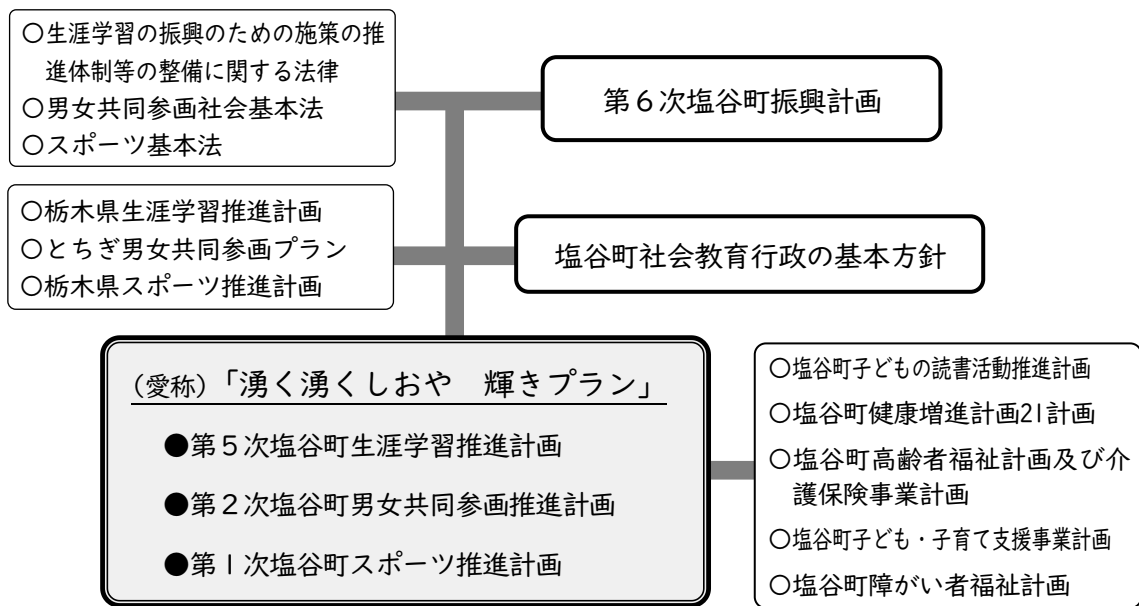 ○生涯学習の振興のための施策の推
進体制等の整備に関する法律
○男女共同参画社会基本法
○スポーツ基本法
第６次塩谷町振興計画
○栃木県生涯学習推進計画
○とちぎ男女共同参画プラン
○栃木県スポーツ推進計画
塩谷町社会教育行政の基本方針
(愛称)「湧く湧くしおや　輝きプラン」
●第５次塩谷町生涯学習推進計画
●第２次塩谷町男女共同参画推進計画
●第１次塩谷町スポーツ推進計画
○塩谷町子どもの読書活動推進計画
○塩谷町健康増進計画21計画
○塩谷町高齢者福祉計画及び介
護保険事業計画
○塩谷町子ども・子育て支援事業計画
○塩谷町障がい者福祉計画